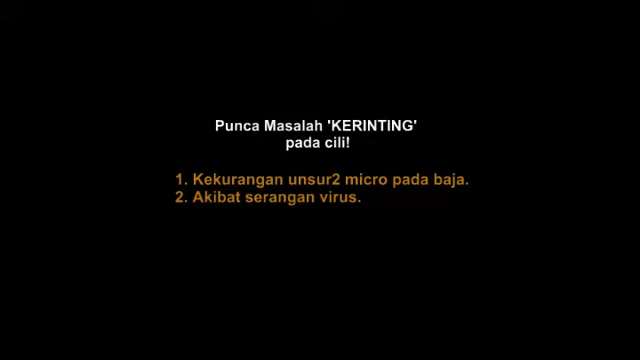 Punca Masalah 'KERINTING'
pada cili!
1. Kekurangan unsur2 micro pada baja.
2. Akibat serangan virus.